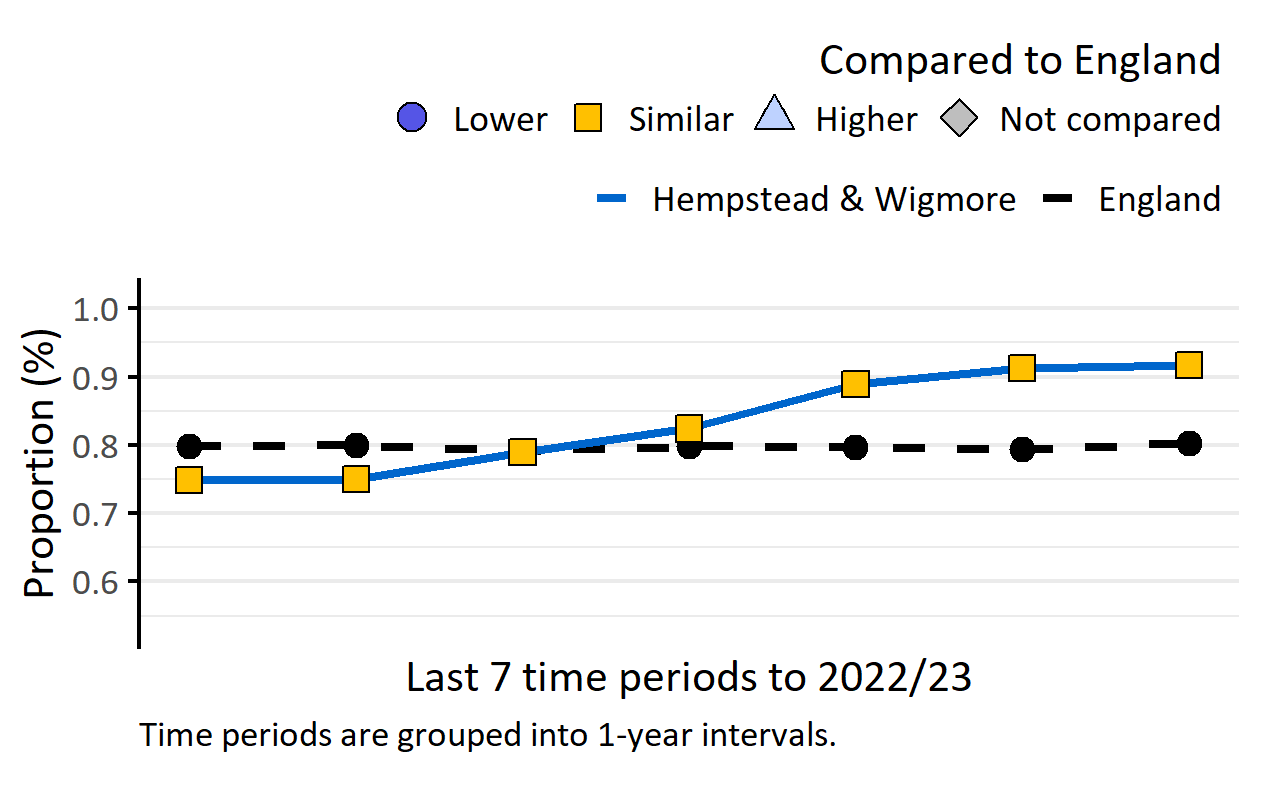 Compared to England
Lower Similar Higher Not compared
Hempstead & Wigmore England
Proportion (%)
1.0
0.9
0.8
0.7
0.6
Last 7 time periods to 2022/23
Time periods are grouped into 1-year intervals.